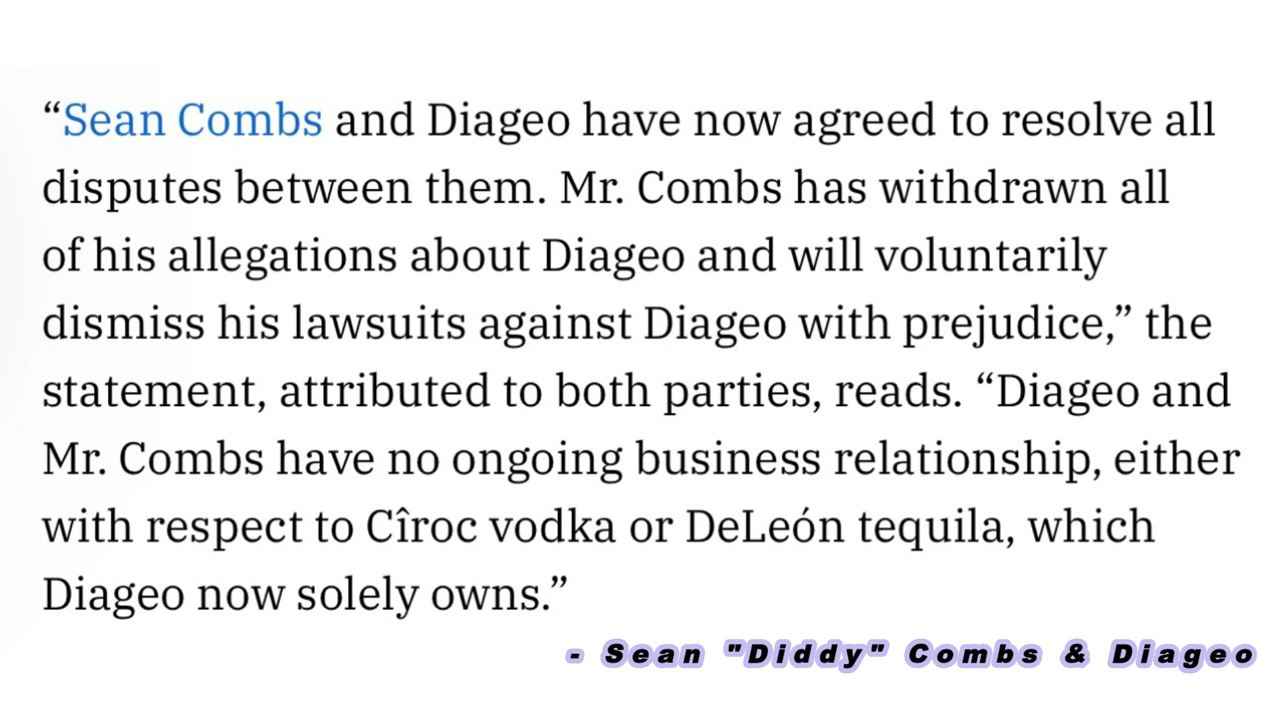 “Sean Combs and Diageo have now agreed to resolve all
disputes between them. Mr. Combs has withdrawn all
of his allegations about Diageo and will voluntarily
dismiss his lawsuits against Diageo with prejudice,” the
statement, attributed to both parties, reads. “Diageo and
Mr. Combs have no ongoing business relationship, either
with respect to Cîroc vodka or DeLeón tequila, which
Diageo now solely owns.”
- Sean "Diddy" Combs & Diageo